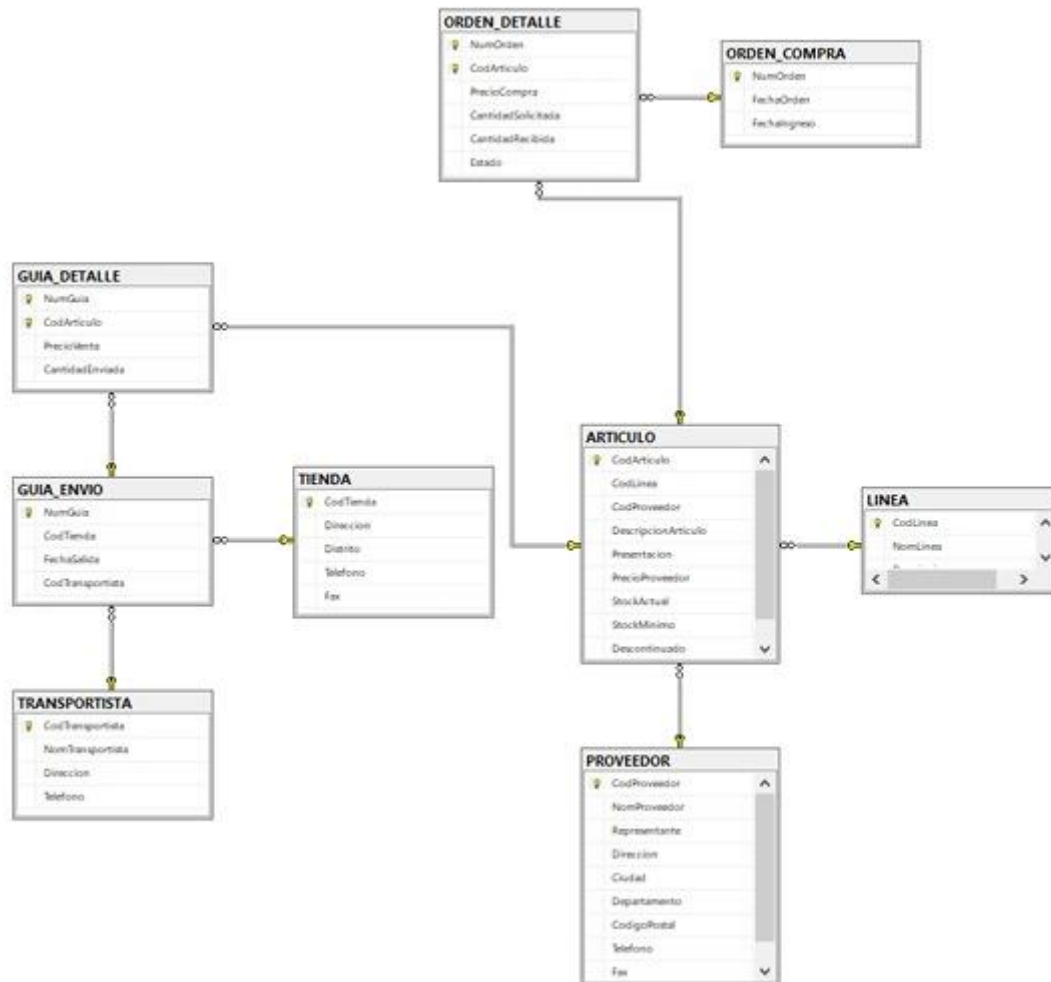 ORDEN_DETALLE
NumOrden
CodArticulo
PrecioCompra
CantidadSolicitada
CantidadRecibida
Estado
ORDEN_COMPRA
NumOrden
FechaOrden
FechaIngreso
GUIA_DETALLE
NumGuia
CodArticulo
PrecioVenta
CantidadEnviada
GUIA_ENVIO
NumGuia
CodTienda
FechaSalida
CodTransportista
TIENDA
CodTienda
Direccion
Distrito
Telefono
Fax
ARTICULO
CodArticulo
CodLinea
CodProveedor
DescripcionArticulo
Presentacion
PrecioProveedor
StockActual
StockMinimo
Descontinuado
LINEA
CodLinea
NomLinea
TRANSPORTISTA
CodTransportista
NomTransportista
Direccion
Telefono
PROVEEDOR
CodProveedor
NomProveedor
Representante
Direccion
Ciudad
Departamento
CodigoPostal
Telefono
Fax